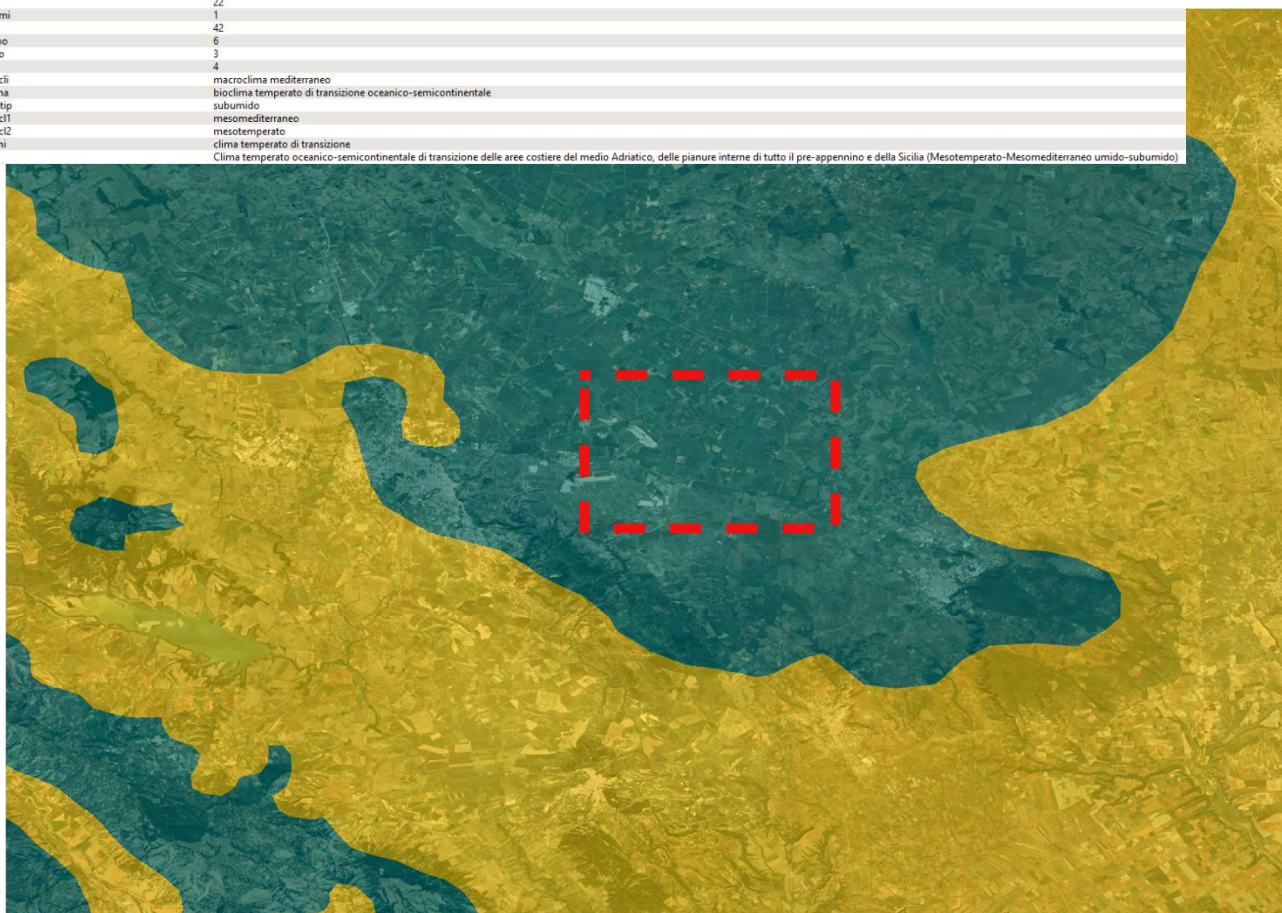 22
mi 1
42
oo 6
o 3
4
cli macroclima mediterraneo
na bioclima temperato di transizione oceanico-semicontinentale
tip subumido
cl1 mesomediterraneo
cl2 mesotemperato
ni clima temperato di transizione
Clima temperato oceanico-semicontinentale di transizione delle aree costiere del medio Adriatico, delle pianure interne di tutto il pre-appennino e della Sicilia (Mesotemperato-Mesomediterraneo umido-subumido)